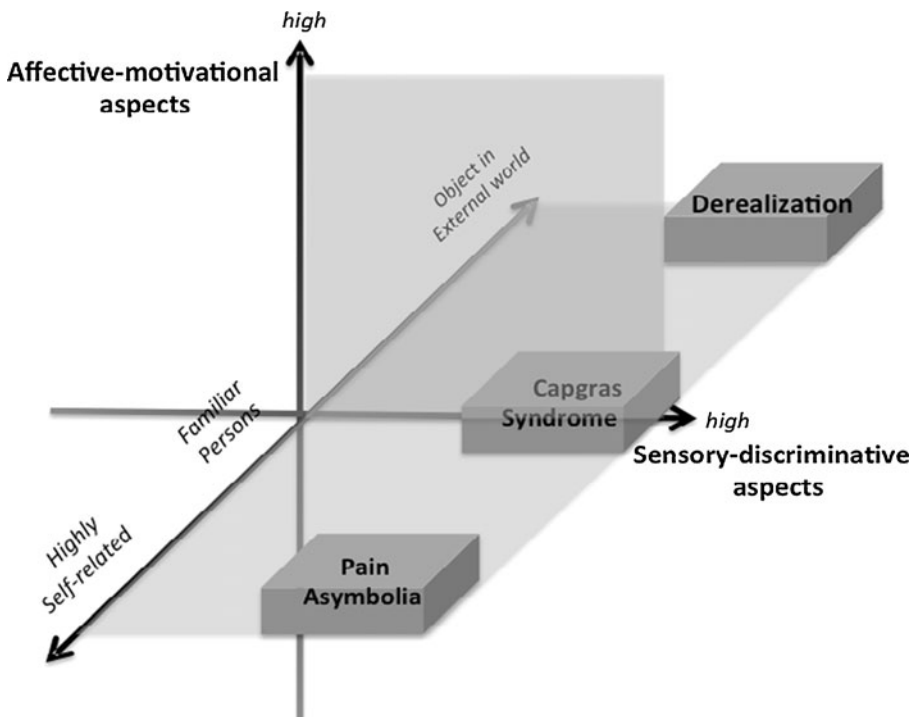 high
Affective-motivational
aspects
Object in
External world
Derealization
Familiar
Persons
Capgras
Syndrome
high
Sensory-discriminative
aspects
Highly
Self-related
Pain
Asymbolia